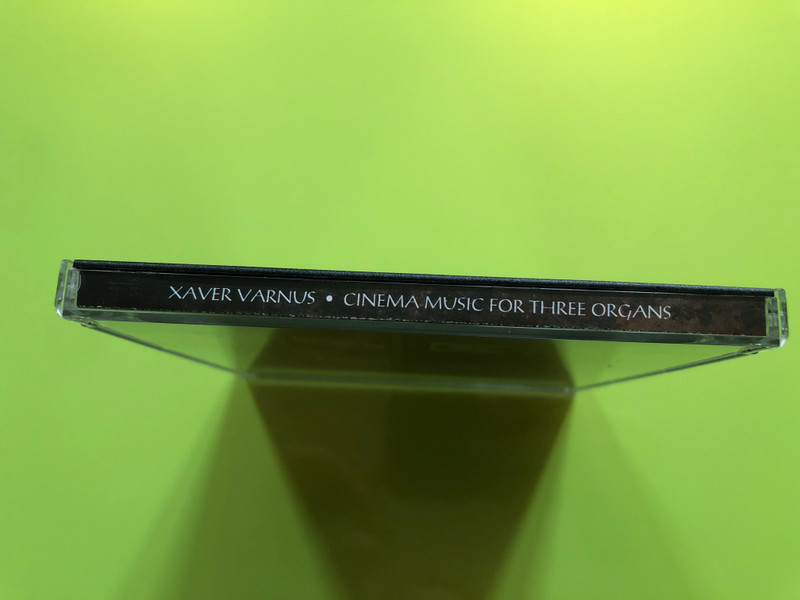 XAVER VARNUS • CINEMA MUSIC FOR THREE ORGANS